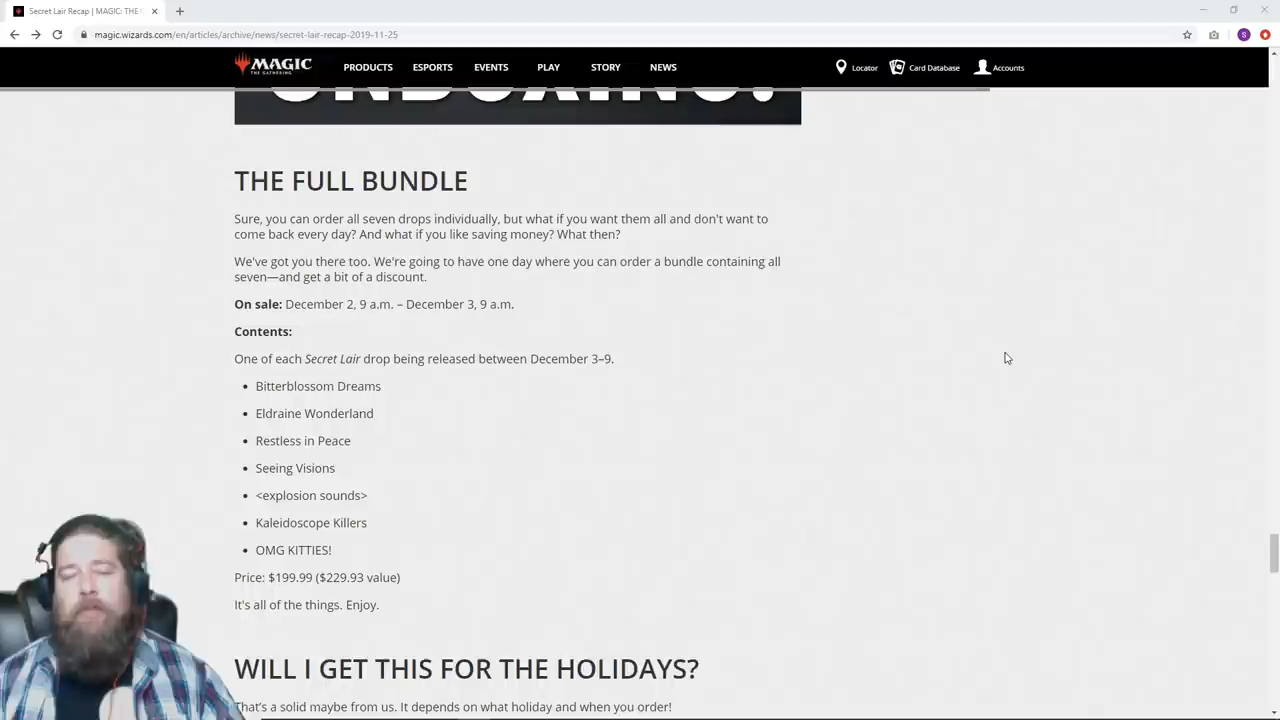 Secret Lair Recap | MAGIC: THE G
magic.wizards.com/en/articles/archive/news/secret-lair-recap-2019-11-25
S
MAGIC
THE GATHERING
PRODUCTS ESPORTS EVENTS PLAY STORY NEWS
Locator Card Database Accounts
UNBOXING!
THE FULL BUNDLE
Sure, you can order all seven drops individually, but what if you want them all and don't want to
come back every day? And what if you like saving money? What then?
We've got you there too. We're going to have one day where you can order a bundle containing all
seven—and get a bit of a discount.
On sale: December 2, 9 a.m. – December 3, 9 a.m.
Contents:
One of each Secret Lair drop being released between December 3–9.
• Bitterblossom Dreams
• Eldraine Wonderland
• Restless in Peace
• Seeing Visions
• <explosion sounds>
• Kaleidoscope Killers
• OMG KITTIES!
Price: $199.99 ($229.93 value)
It's all of the things. Enjoy.
WILL I GET THIS FOR THE HOLIDAYS?
That's a solid maybe from us. It depends on what holiday and when you order!